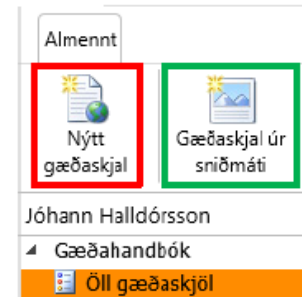 Almennt
Nýtt
gæðaskjal
Gæðaskjal úr
sniðmáti
Jóhann Halldórsson
Gæðahandbók
Öll gæðaskjöl